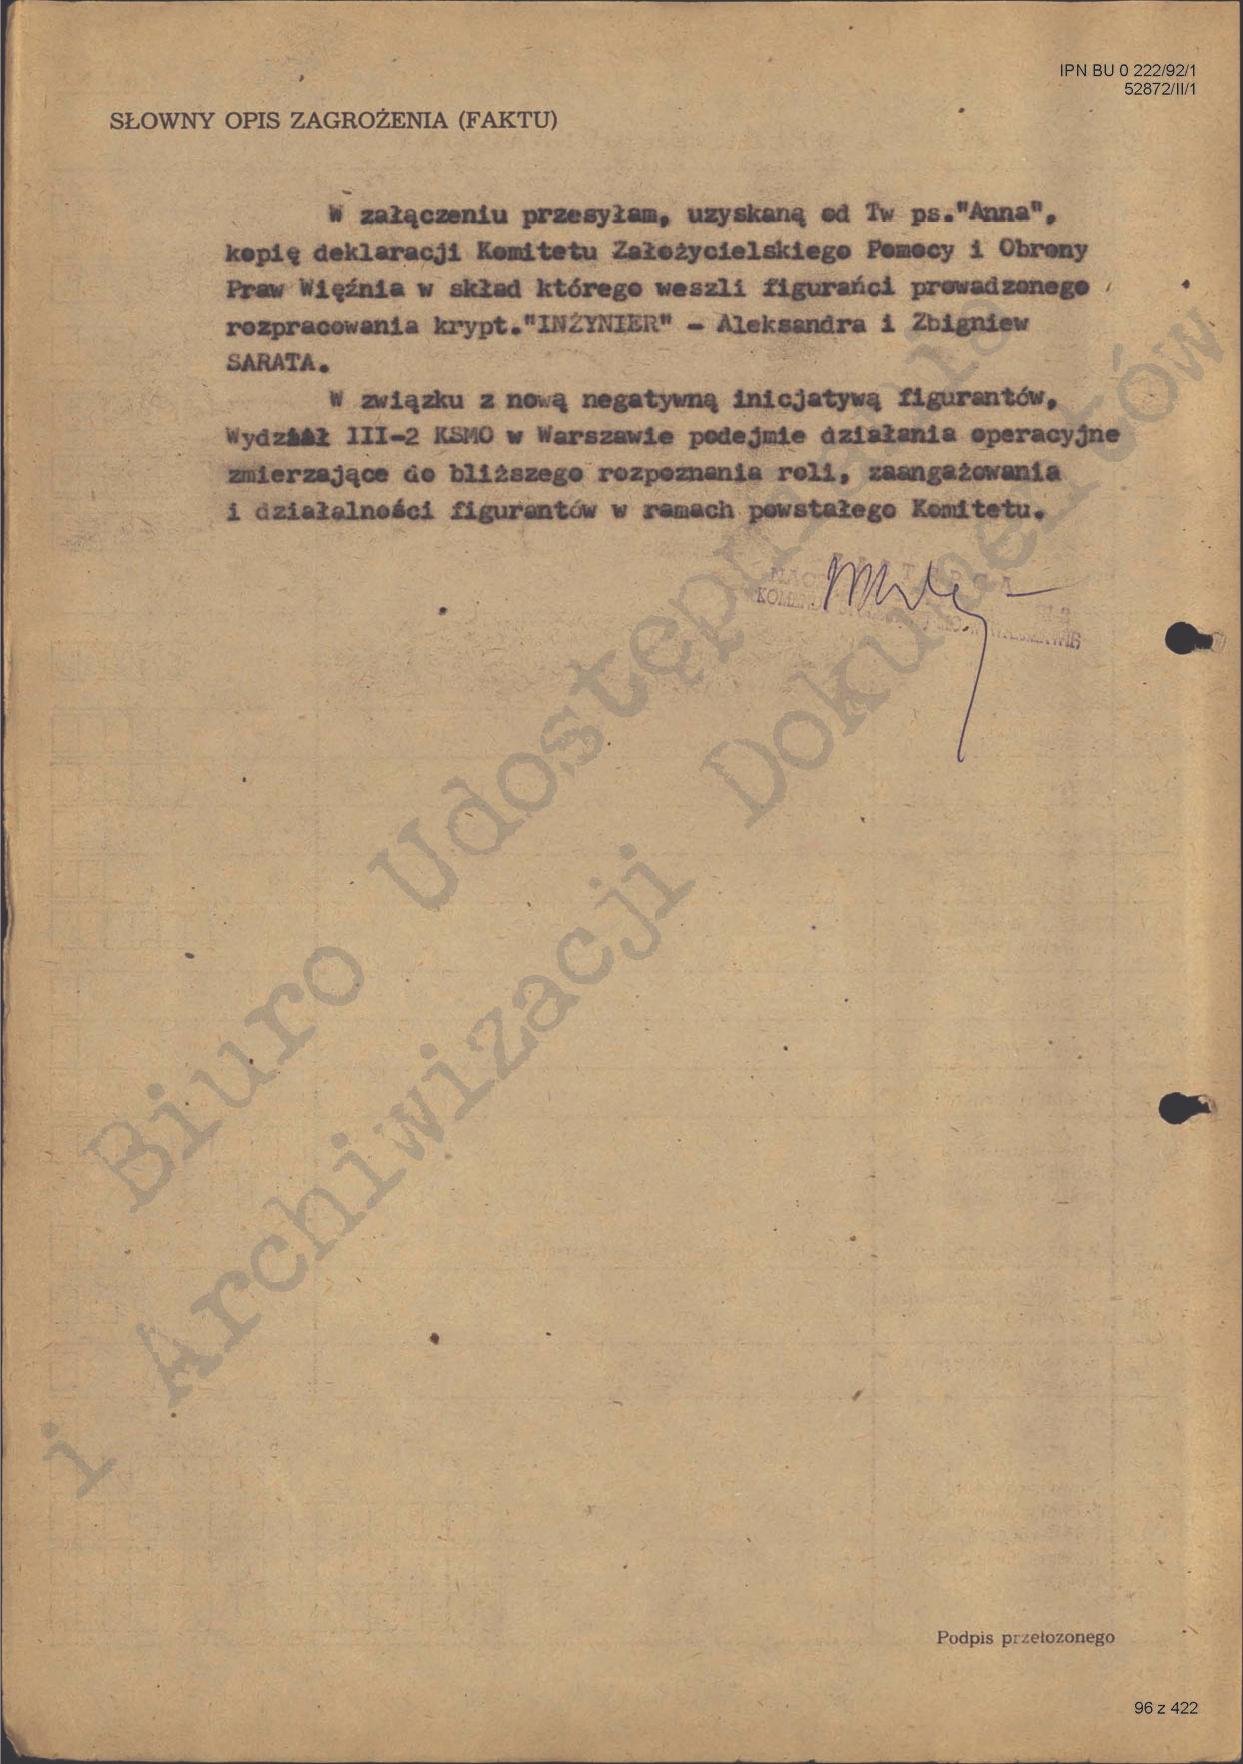 IPN BU 0 222/92/1
52872/II/1
SŁOWNY OPIS ZAGROŻENIA (FAKTU)
W załączeniu przesyłam, uzyskaną od Tw ps."Anna",
kopię deklaracji Komitetu Założycielskiego Pomocy i Obrony
Praw Więźnia w skład którego weszli figurańci prowadzonego
rozpracowania krypt."INŻYNIER" - Aleksandra i Zbigniew
SARATA.
W związku z nową negatywną inicjatywą figurantów,
Wydział III-2 KSMO w Warszawie podejmie działania operacyjne
zmierzające do bliższego rozpoznania roli, zaangażowania
i działalności figurantów w ramach powstałego Komitetu.
Biuro Udostępniania
i Archiwizacji Dokumentów
Podpis przełożonego
96 z 422